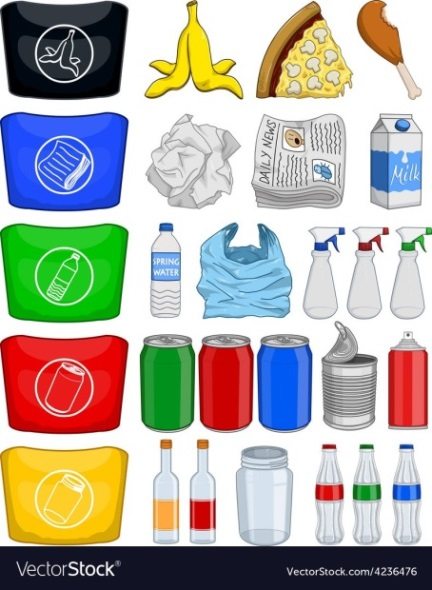 DAILY NEWS
Milk
SPRING
WATER
VectorStock®
VectorStock.com/4236476